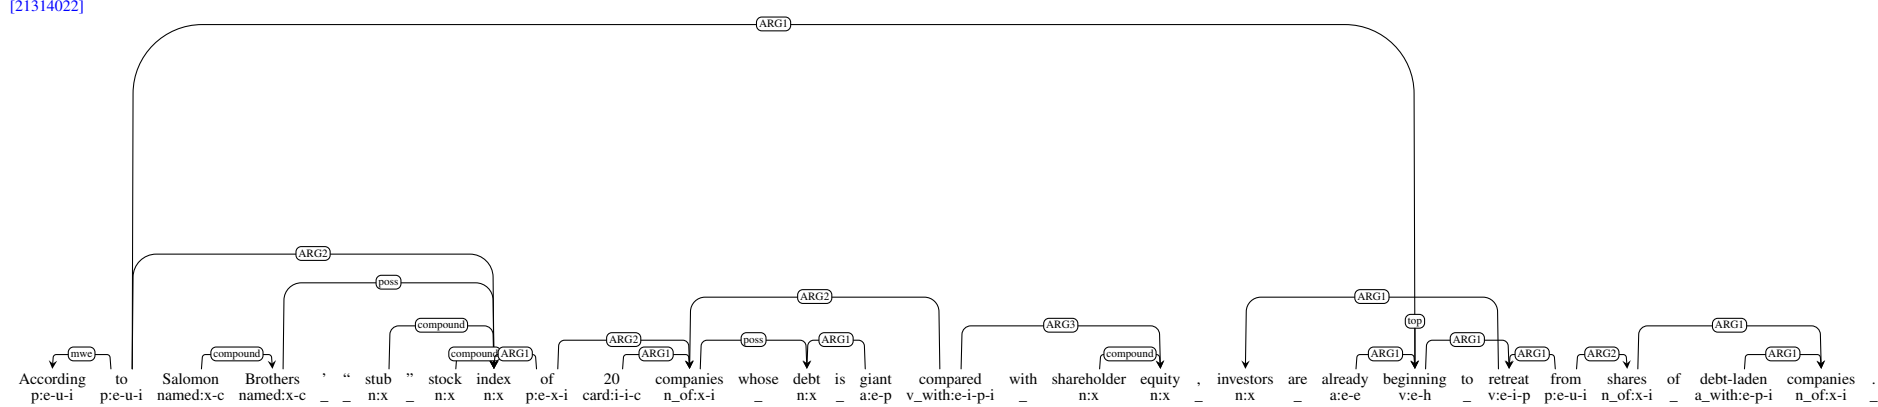 [21314022]
ARG1
ARG2
poss
compound
ARG2
ARG3
ARG1
top
ARG1
mwe
compound
compound
ARG1
ARG2
ARG1
poss
ARG1
compound
ARG1
ARG1
ARG1
ARG2
ARG1
According to Salomon Brothers ’ “ stub ” stock index of 20 companies whose debt is giant compared with shareholder equity , investors are already beginning to retreat from shares of debt-laden companies .
p:e-u-i p:e-u-i named:x-c named:x-c _ _ n:x _ n:x n:x p:e-x-i card:i-i-c n_of:x-i _ n:x _ a:e-p v_with:e-i-p-i _ n:x n:x _ n:x _ a:e-e v:e-h _ v:e-i-p p:e-u-i n_of:x-i _ a_with:e-p-i n_of:x-i _